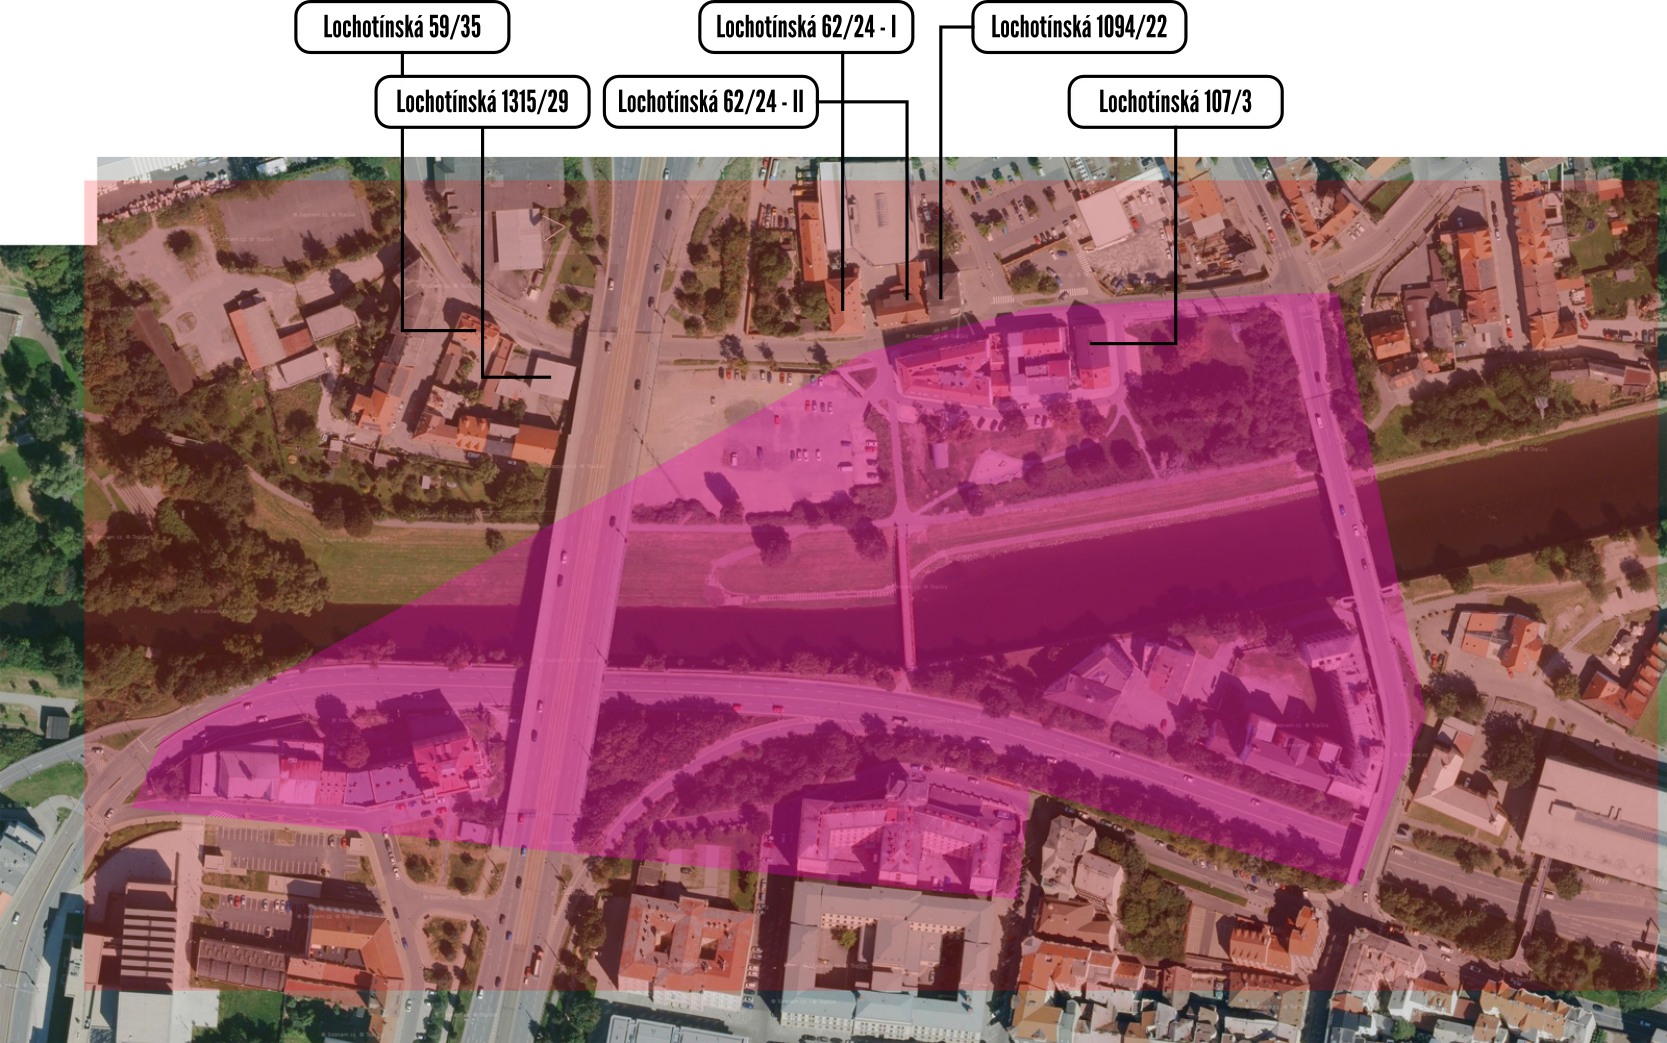 Lochotínská 59/35
Lochotínská 62/24 - I
Lochotínská 1094/22
Lochotínská 1315/29
Lochotínská 62/24 - II
Lochotínská 107/3